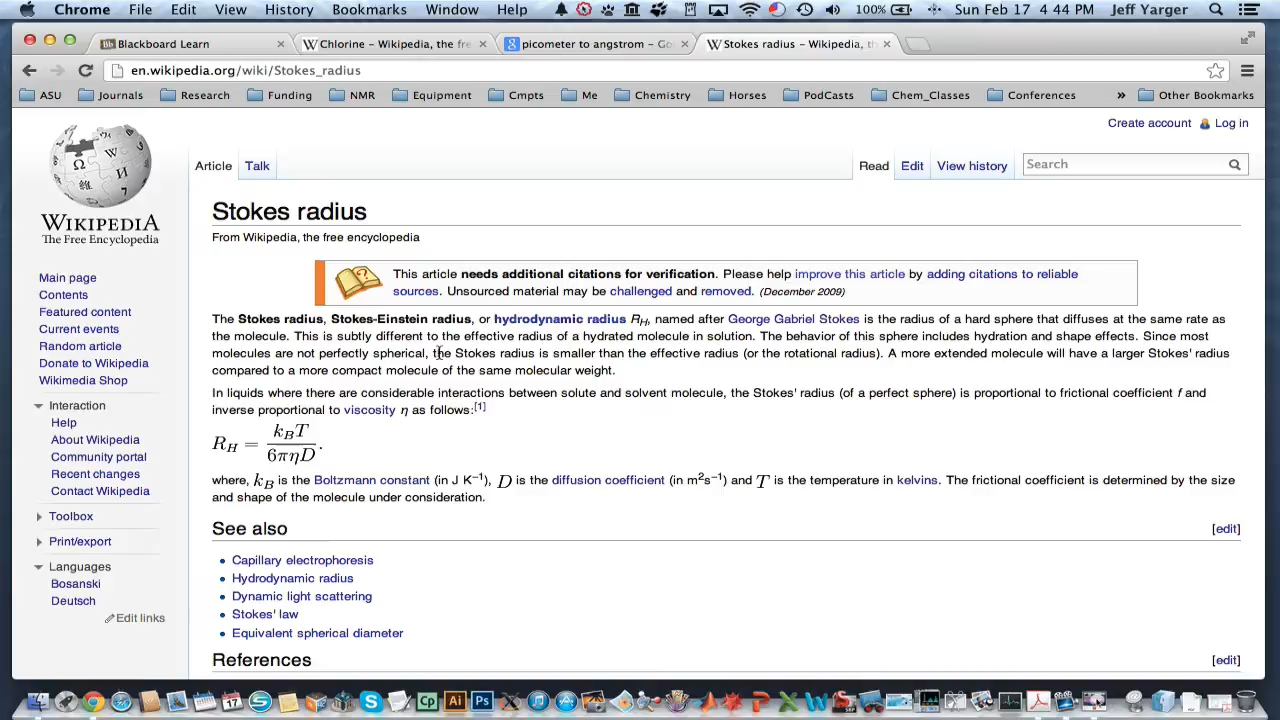 Chrome File Edit View History Bookmarks Window Help 100% Sun Feb 17 4:44 PM Jeff Yarger
Bb Blackboard Learn × W Chlorine – Wikipedia, the fre × 8 picometer to angstrom – Go × W Stokes radius – Wikipedia, th ×
en.wikipedia.org/wiki/Stokes_radius
ASU Journals Research Funding NMR Equipment Cmpts Me Chemistry Horses PodCasts Chem_Classes Conferences » Other Bookmarks
Create account Log in
WIKIPEDIA
The Free Encyclopedia
Article Talk Read Edit View history Search
Main page
Contents
Featured content
Current events
Random article
Donate to Wikipedia
Wikimedia Shop
Interaction
Help
About Wikipedia
Community portal
Recent changes
Contact Wikipedia
Toolbox
Print/export
Languages
Bosanski
Deutsch
Edit links
Stokes radius
From Wikipedia, the free encyclopedia
This article needs additional citations for verification. Please help improve this article by adding citations to reliable
sources. Unsourced material may be challenged and removed. (December 2009)
The Stokes radius, Stokes-Einstein radius, or hydrodynamic radius R_H, named after George Gabriel Stokes is the radius of a hard sphere that diffuses at the same rate as
the molecule. This is subtly different to the effective radius of a hydrated molecule in solution. The behavior of this sphere includes hydration and shape effects. Since most
molecules are not perfectly spherical, the Stokes radius is smaller than the effective radius (or the rotational radius). A more extended molecule will have a larger Stokes' radius
compared to a more compact molecule of the same molecular weight.
In liquids where there are considerable interactions between solute and solvent molecule, the Stokes' radius (of a perfect sphere) is proportional to frictional coefficient f and
inverse proportional to viscosity η as follows:[1]
R_H = k_B T / 6πηD.
where, k_B is the Boltzmann constant (in J K⁻¹), D is the diffusion coefficient (in m²s⁻¹) and T is the temperature in kelvins. The frictional coefficient is determined by the size
and shape of the molecule under consideration.
See also [edit]
Capillary electrophoresis
Hydrodynamic radius
Dynamic light scattering
Stokes' law
Equivalent spherical diameter
References [edit]